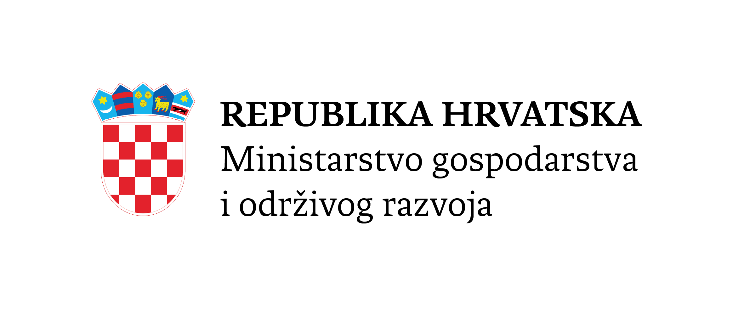 REPUBLIKA HRVATSKA
Ministarstvo gospodarstva
i održivog razvoja